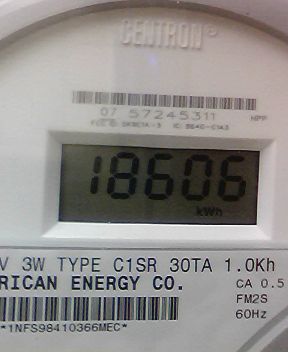 CENTRON®
07 57245311 NPP
18606
kWh
V 3W TYPE C1SR 30TA 1.0Kh
RICAN ENERGY CO. CA 0.5
FM2S
*1NFS98410366MEC* 60Hz